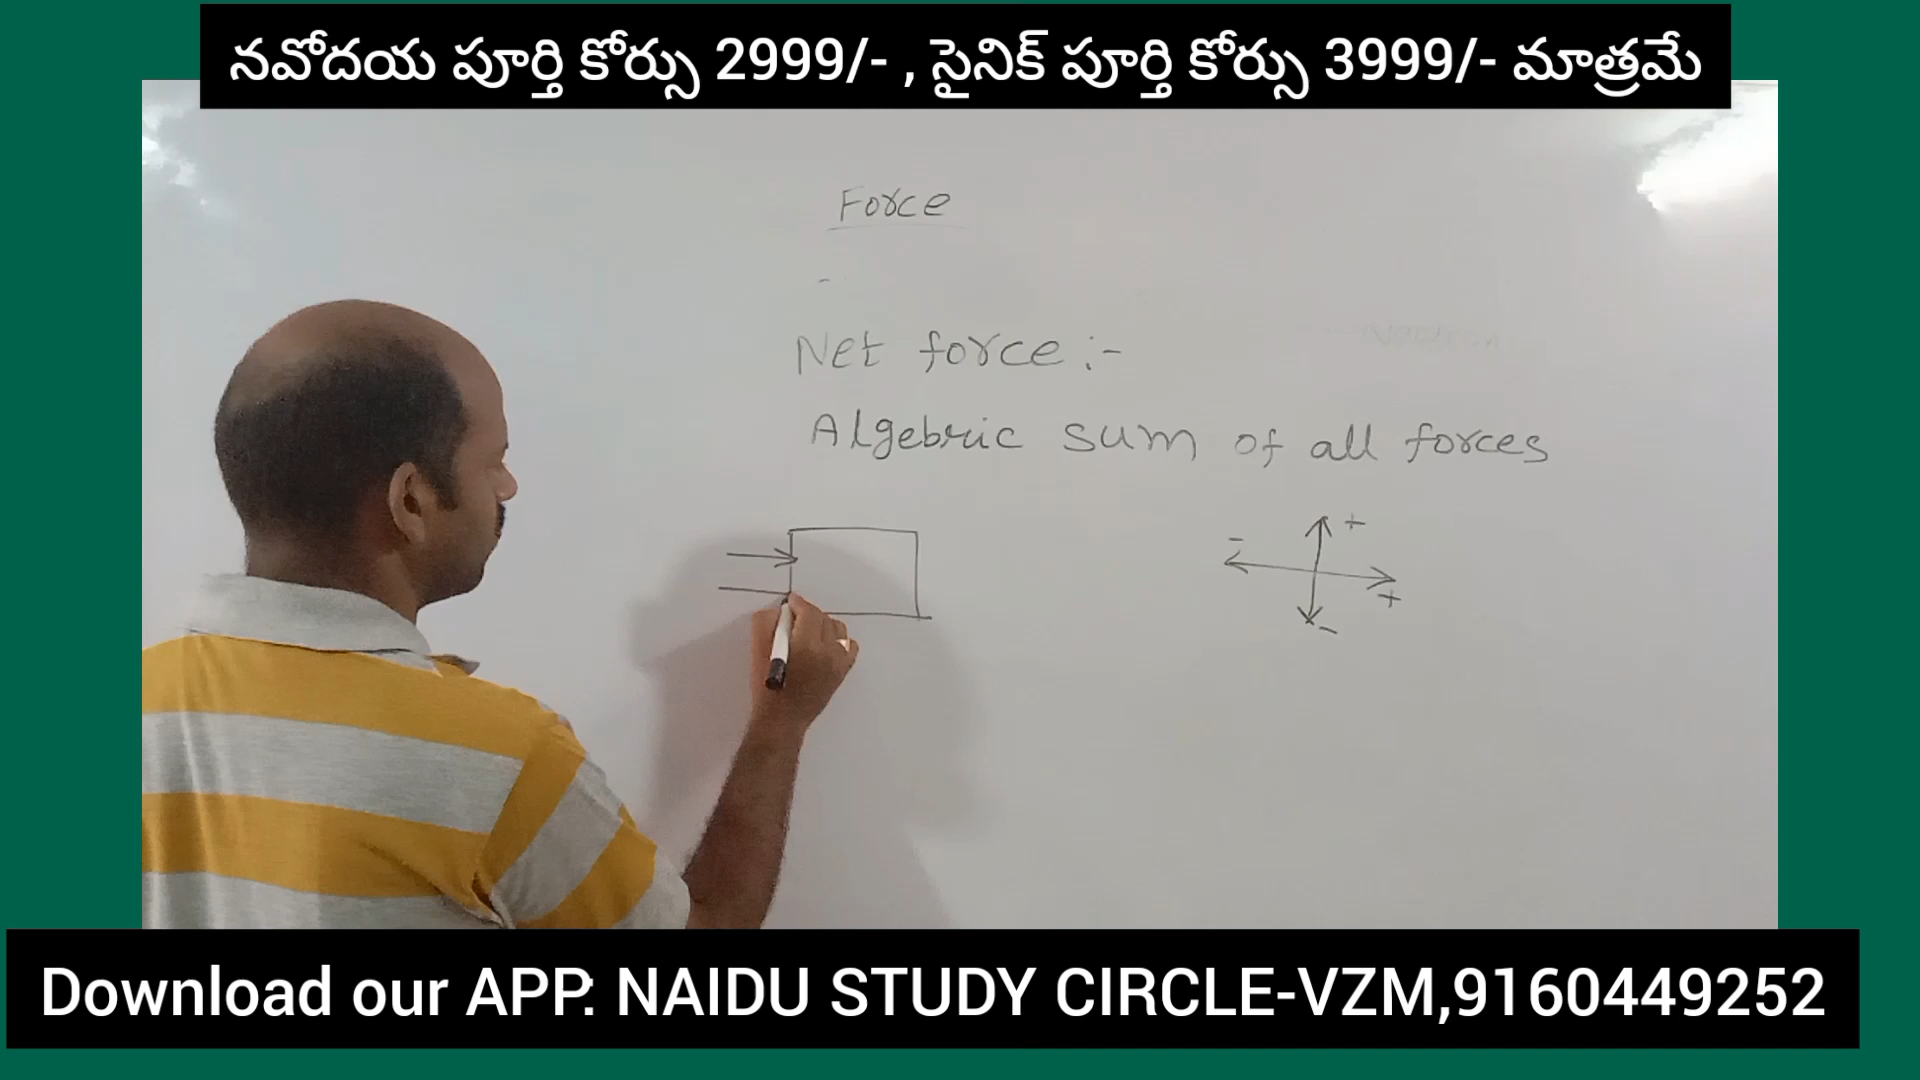 నవోదయ పూర్తి కోర్సు 2999/- , సైనిక్ పూర్తి కోర్సు 3999/- మాత్రమే
Force
-
Net force :-
Algebric sum of all forces
+
-
+
-
Download our APP: NAIDU STUDY CIRCLE-VZM,9160449252